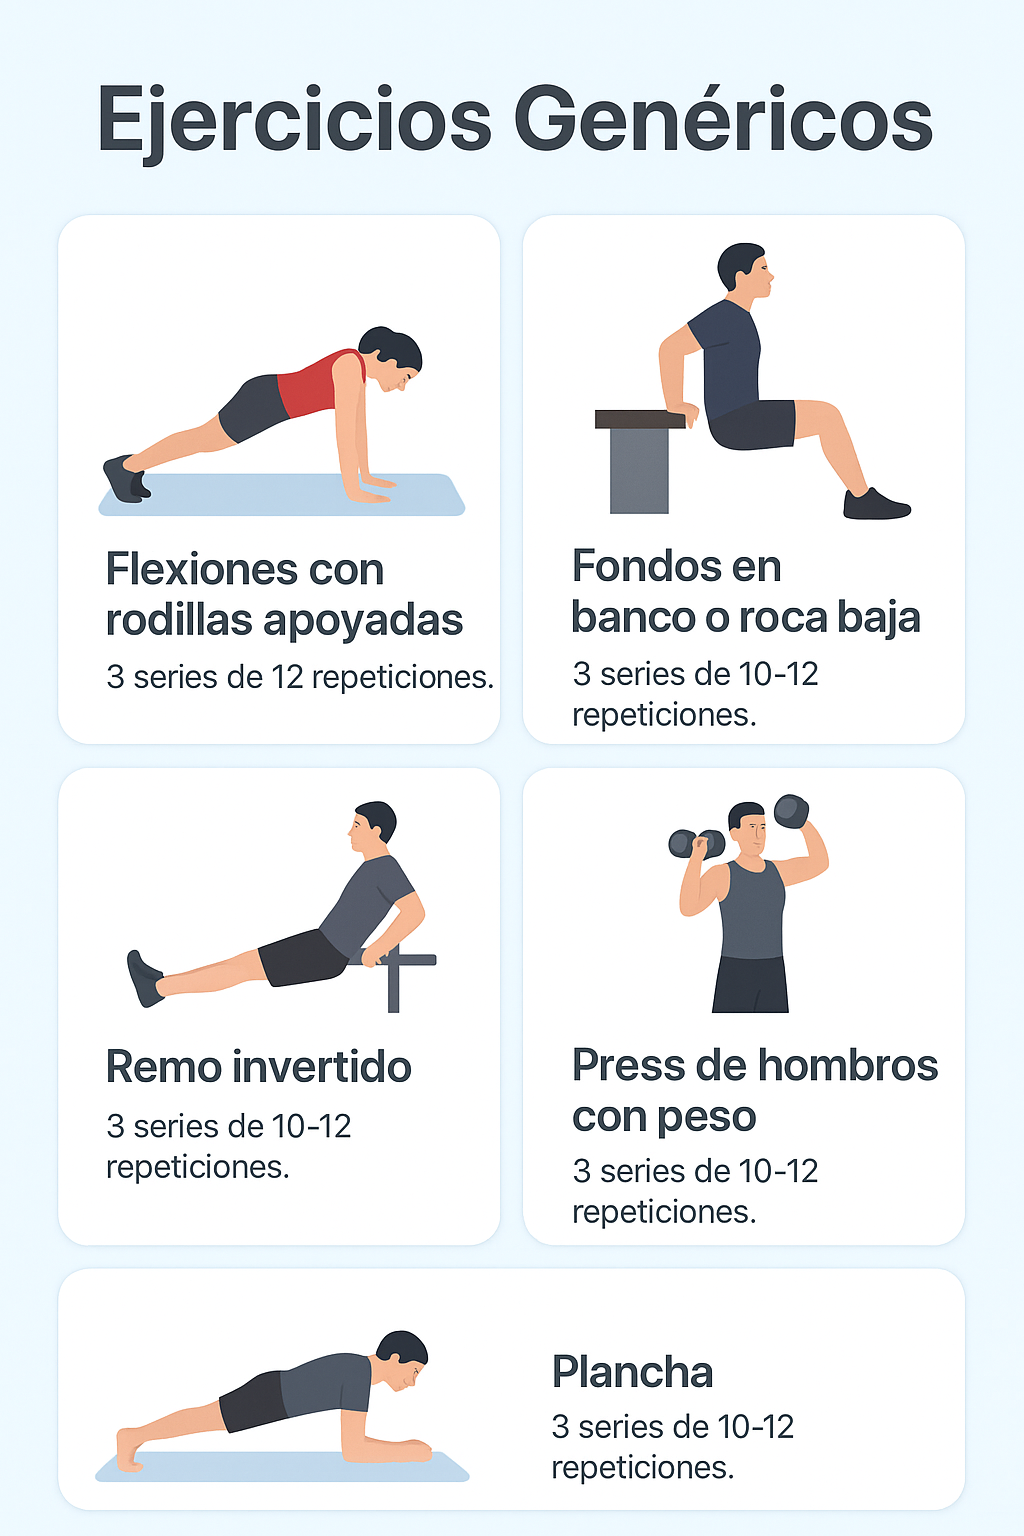 Ejercicios Genéricos
Flexiones con
rodillas apoyadas
3 series de 12 repeticiones.
Fondos en
banco o roca baja
3 series de 10-12
repeticiones.
Remo invertido
3 series de 10-12
repeticiones.
Press de hombros
con peso
3 series de 10-12
repeticiones.
Plancha
3 series de 10-12
repeticiones.